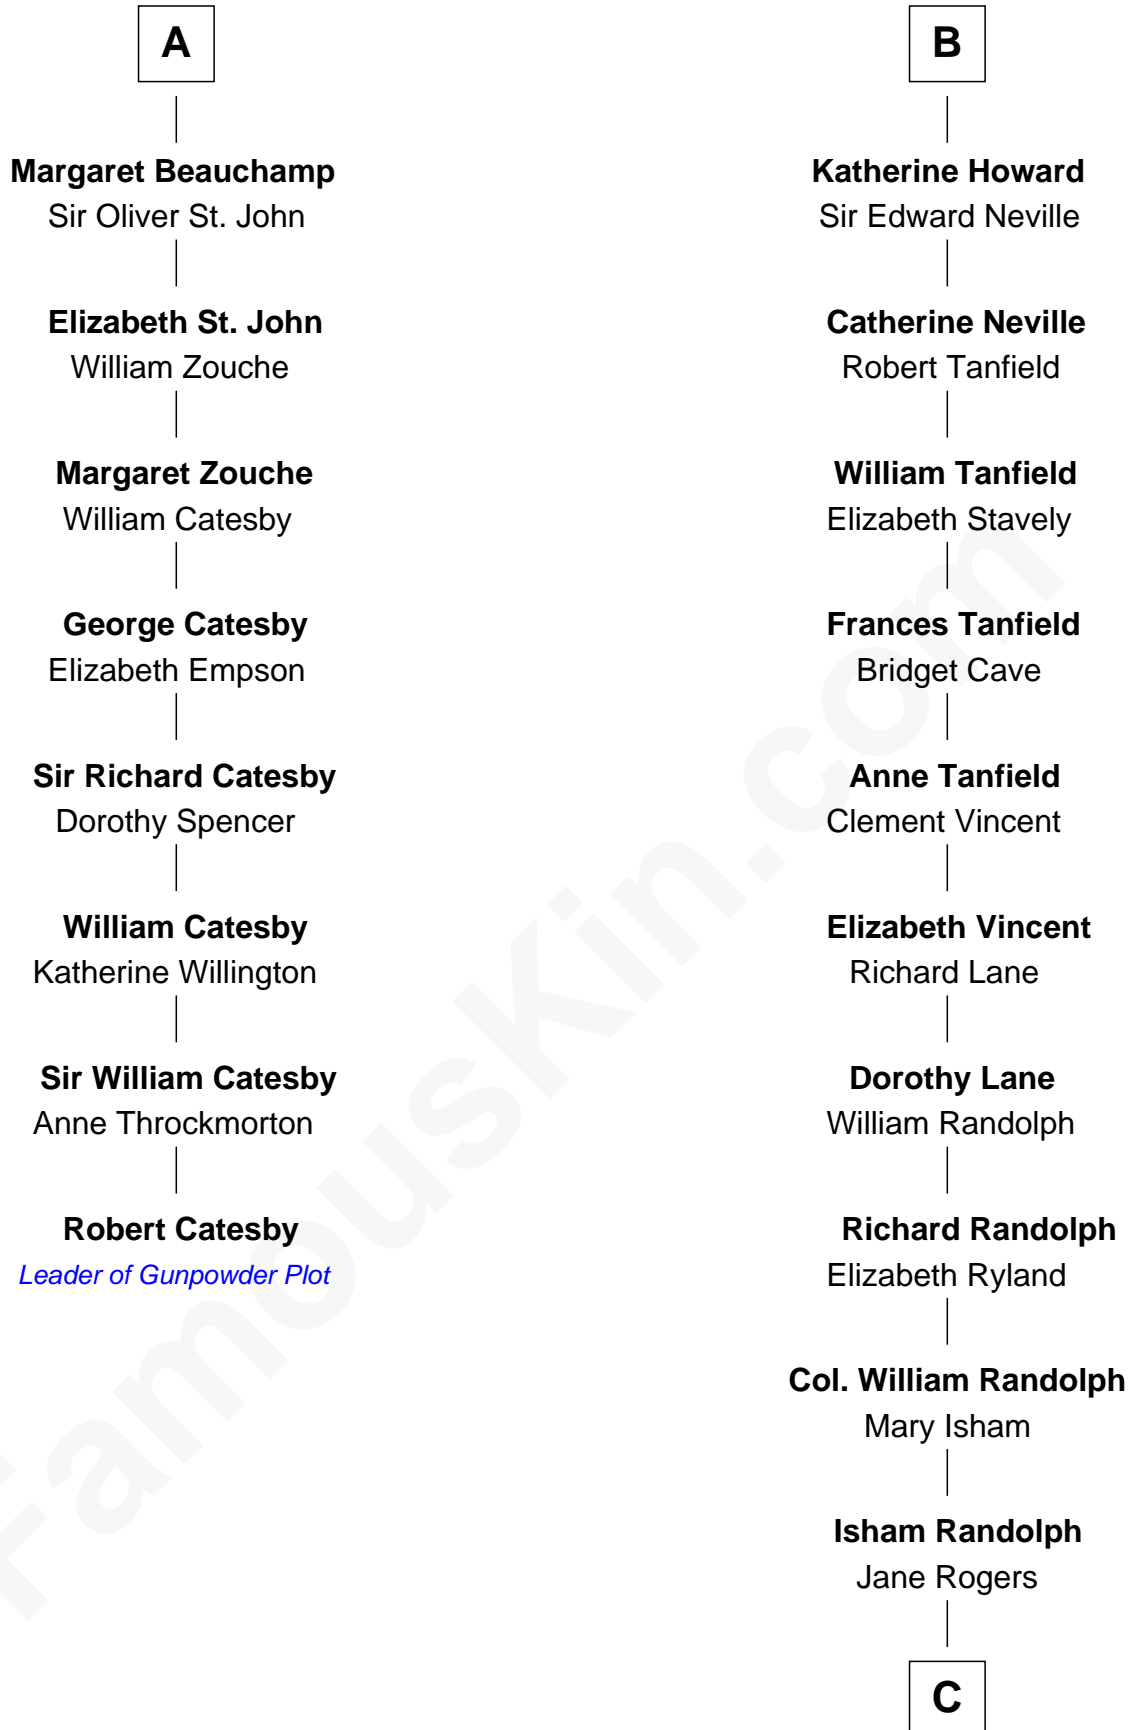 A
Margaret Beauchamp
Sir Oliver St. John
Elizabeth St. John
William Zouche
Margaret Zouche
William Catesby
George Catesby
Elizabeth Empson
Sir Richard Catesby
Dorothy Spencer
William Catesby
Katherine Willington
Sir William Catesby
Anne Throckmorton
Robert Catesby
Leader of Gunpowder Plot
B
Katherine Howard
Sir Edward Neville
Catherine Neville
Robert Tanfield
William Tanfield
Elizabeth Stavely
Frances Tanfield
Bridget Cave
Anne Tanfield
Clement Vincent
Elizabeth Vincent
Richard Lane
Dorothy Lane
William Randolph
Richard Randolph
Elizabeth Ryland
Col. William Randolph
Mary Isham
Isham Randolph
Jane Rogers
C
FamousKin.com